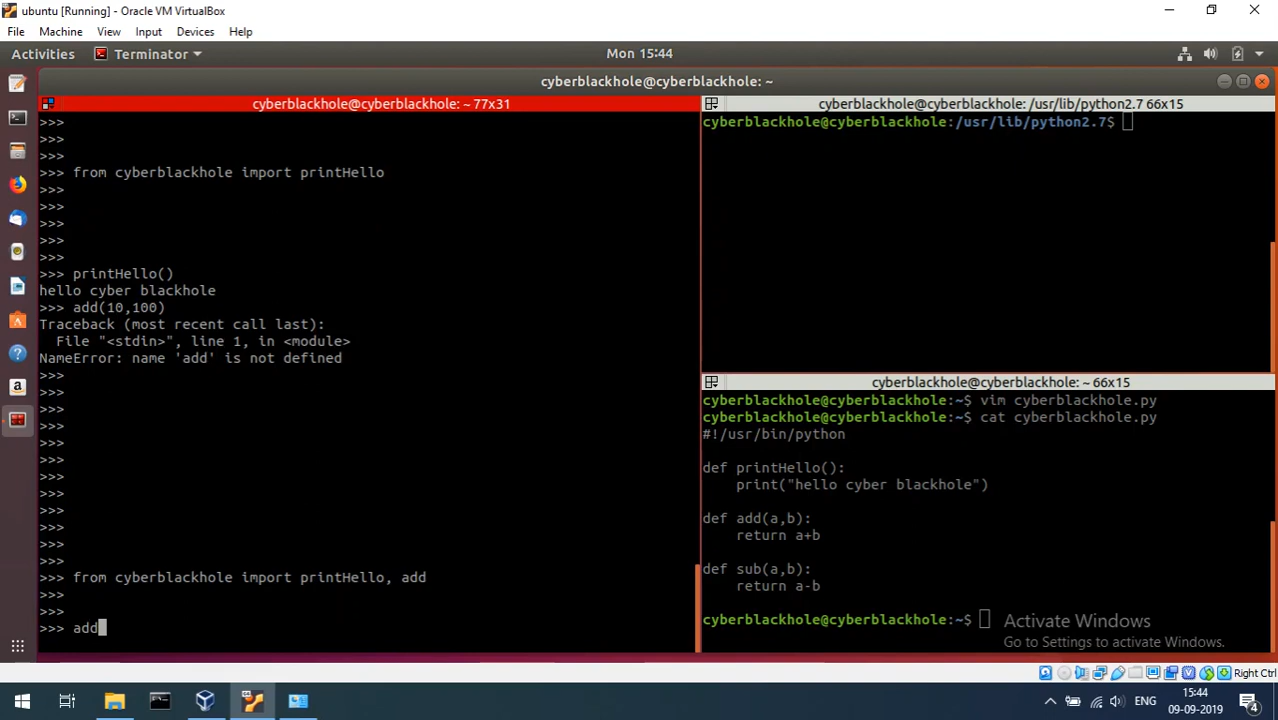 ubuntu [Running] - Oracle VM VirtualBox
File Machine View Input Devices Help
Activities Terminator Mon 15:44
cyberblackhole@cyberblackhole: ~
cyberblackhole@cyberblackhole: ~ 77x31
>>>
>>>
>>>
>>> from cyberblackhole import printHello
>>>
>>>
>>>
>>>
>>>
>>> printHello()
hello cyber blackhole
>>> add(10,100)
Traceback (most recent call last):
  File "<stdin>", line 1, in <module>
NameError: name 'add' is not defined
>>>
>>>
>>>
>>>
>>>
>>>
>>>
>>>
>>>
>>>
>>>
>>>
>>> from cyberblackhole import printHello, add
>>>
>>>
>>> add
cyberblackhole@cyberblackhole: /usr/lib/python2.7 66x15
cyberblackhole@cyberblackhole:/usr/lib/python2.7$
cyberblackhole@cyberblackhole: ~ 66x15
cyberblackhole@cyberblackhole:~$ vim cyberblackhole.py
cyberblackhole@cyberblackhole:~$ cat cyberblackhole.py
#!/usr/bin/python
def printHello():
    print("hello cyber blackhole")
def add(a,b):
    return a+b
def sub(a,b):
    return a-b
cyberblackhole@cyberblackhole:~$
Activate Windows
Go to Settings to activate Windows.
Right Ctrl
ENG
15:44
09-09-2019
4